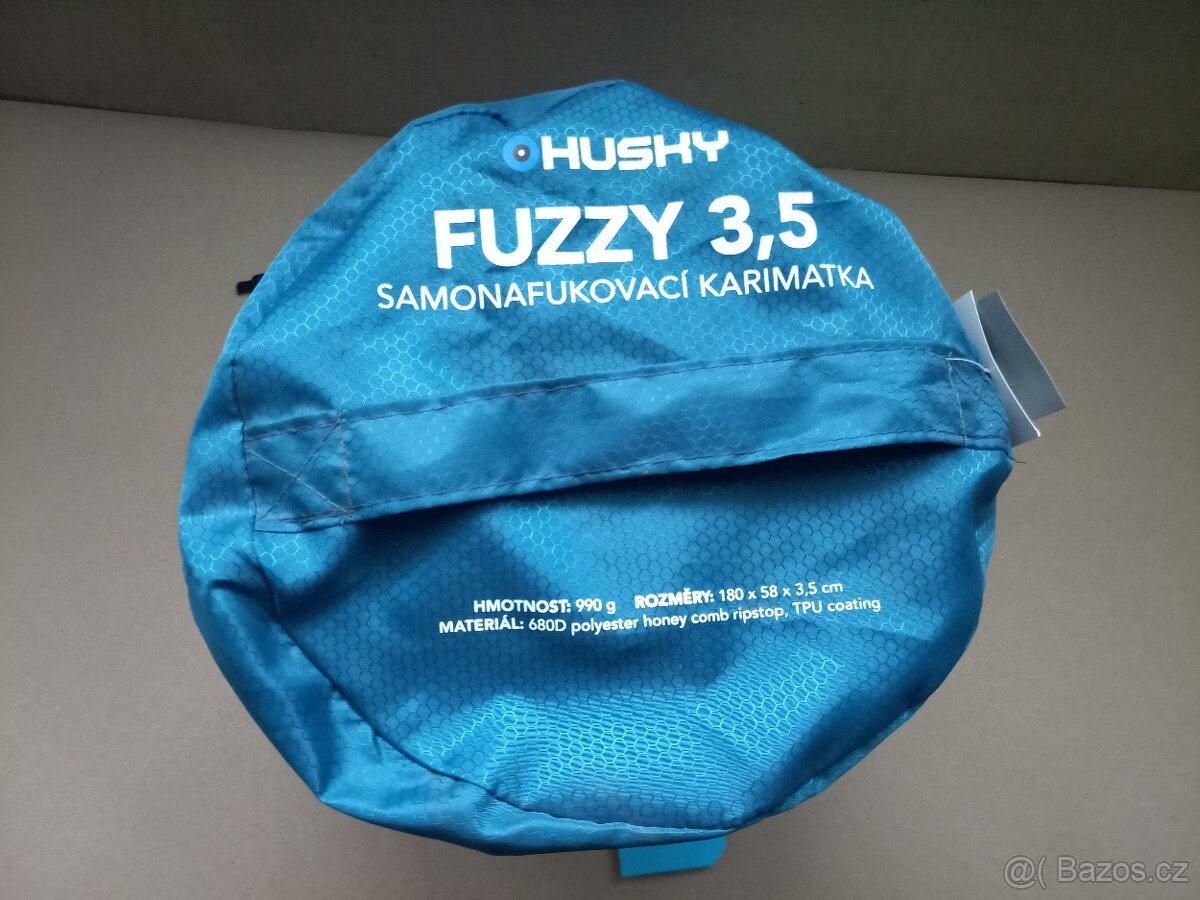 HUSKY
FUZZY 3,5
SAMONAFUKOVACÍ KARIMATKA
HMOTNOST: 990 g ROZMĚRY: 180 x 58 x 3,5 cm
MATERIÁL: 680D polyester honey comb ripstop, TPU coating
@( Bazos.cz